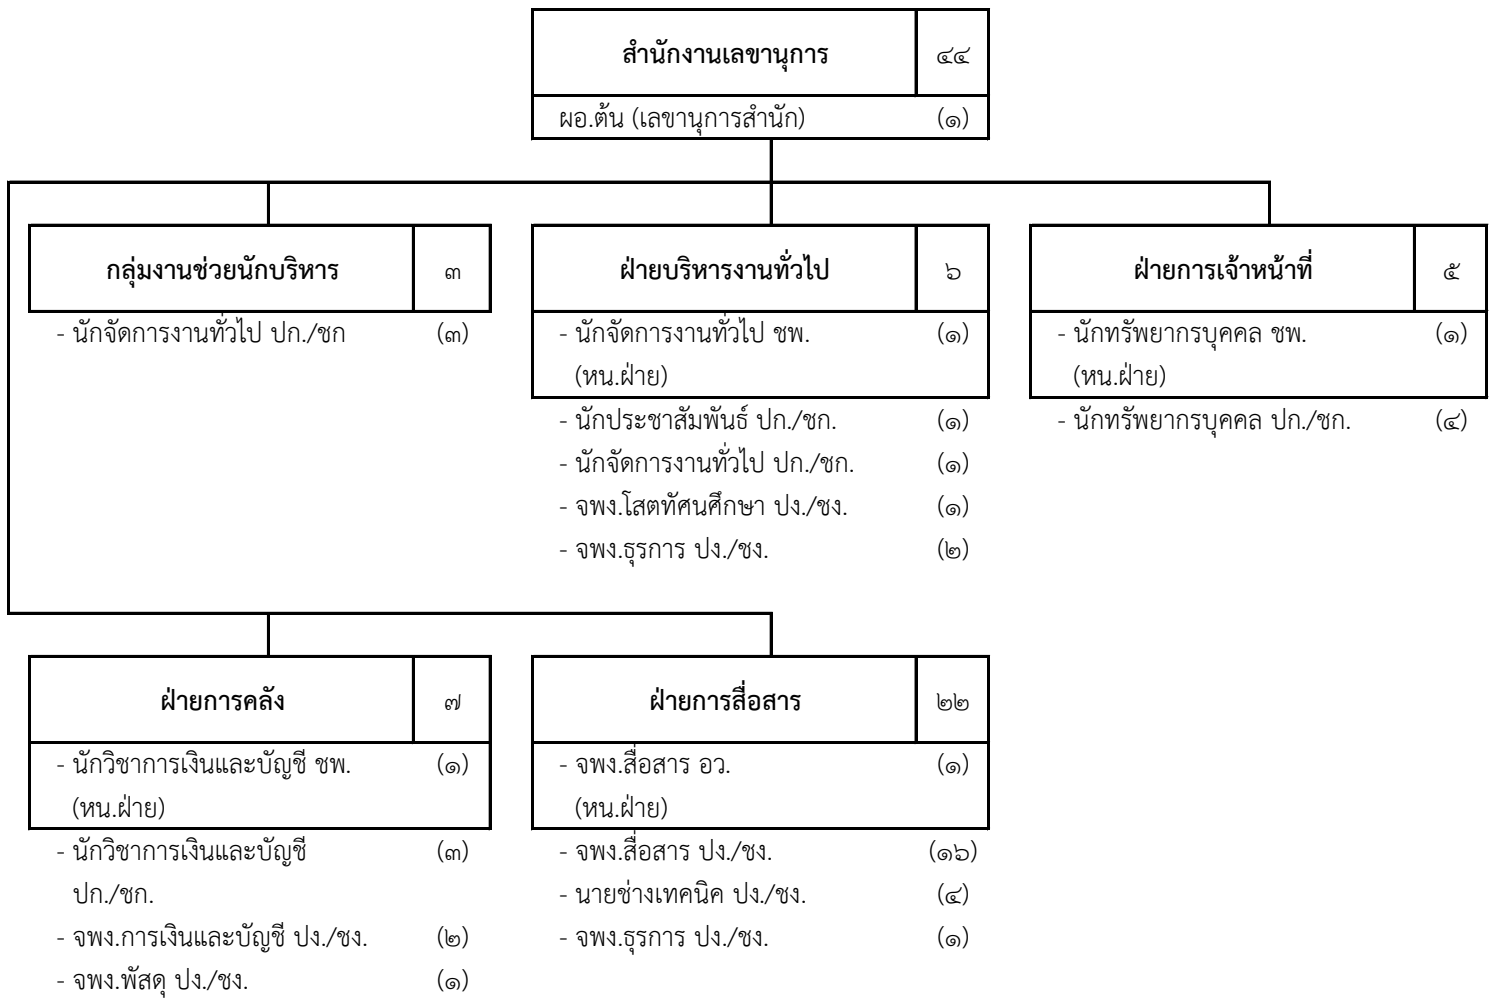 สำนักงานเลขานุการ ๔๔
ผอ.ต้น (เลขานุการสำนัก) (๑)
กลุ่มงานช่วยนักบริหาร ๓
- นักจัดการงานทั่วไป ปก./ชก (๓)
ฝ่ายบริหารงานทั่วไป ๖
- นักจัดการงานทั่วไป ชพ. (๑)
(หน.ฝ่าย)
- นักประชาสัมพันธ์ ปก./ชก. (๑)
- นักจัดการงานทั่วไป ปก./ชก. (๑)
- จพง.โสตทัศนศึกษา ปง./ชง. (๑)
- จพง.ธุรการ ปง./ชง. (๒)
ฝ่ายการเจ้าหน้าที่ ๕
- นักทรัพยากรบุคคล ชพ. (๑)
(หน.ฝ่าย)
- นักทรัพยากรบุคคล ปก./ชก. (๔)
ฝ่ายการคลัง ๗
- นักวิชาการเงินและบัญชี ชพ. (๑)
(หน.ฝ่าย)
- นักวิชาการเงินและบัญชี (๓)
ปก./ชก.
- จพง.การเงินและบัญชี ปง./ชง. (๒)
- จพง.พัสดุ ปง./ชง. (๑)
ฝ่ายการสื่อสาร ๒๒
- จพง.สื่อสาร อว. (๑)
(หน.ฝ่าย)
- จพง.สื่อสาร ปง./ชง. (๑๖)
- นายช่างเทคนิค ปง./ชง. (๔)
- จพง.ธุรการ ปง./ชง. (๑)